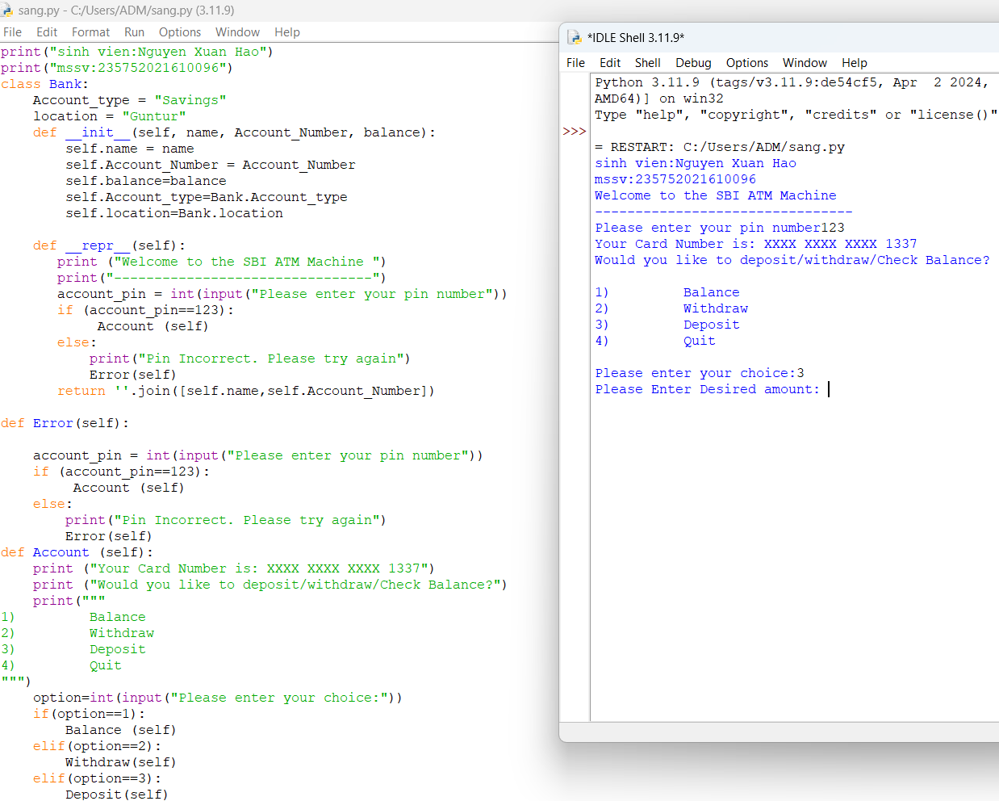 sang.py - C:/Users/ADM/sang.py (3.11.9)
File Edit Format Run Options Window Help
print("sinh vien:Nguyen Xuan Hao")
print("mssv:235752021610096")
class Bank:
    Account_type = "Savings"
    location = "Guntur"
    def __init__(self, name, Account_Number, balance):
        self.name = name
        self.Account_Number = Account_Number
        self.balance=balance
        self.Account_type=Bank.Account_type
        self.location=Bank.location

    def __repr__(self):
       print ("Welcome to the SBI ATM Machine ")
       print("--------------------------------")
       account_pin = int(input("Please enter your pin number"))
       if (account_pin==123):
            Account (self)
       else:
           print("Pin Incorrect. Please try again")
           Error(self)
       return ''.join([self.name,self.Account_Number])

def Error(self):

    account_pin = int(input("Please enter your pin number"))
    if (account_pin==123):
         Account (self)
    else:
        print("Pin Incorrect. Please try again")
        Error(self)
def Account (self):
    print ("Your Card Number is: XXXX XXXX XXXX 1337")
    print ("Would you like to deposit/withdraw/Check Balance?")
    print("""
1)         Balance
2)         Withdraw
3)         Deposit
4)         Quit
""")
    option=int(input("Please enter your choice:"))
    if(option==1):
        Balance (self)
    elif(option==2):
        Withdraw(self)
    elif(option==3):
        Deposit(self)
*IDLE Shell 3.11.9*
File Edit Shell Debug Options Window Help
Python 3.11.9 (tags/v3.11.9:de54cf5, Apr  2 2024,
AMD64)] on win32
Type "help", "copyright", "credits" or "license()"
>>>
= RESTART: C:/Users/ADM/sang.py
sinh vien:Nguyen Xuan Hao
mssv:235752021610096
Welcome to the SBI ATM Machine
--------------------------------
Please enter your pin number123
Your Card Number is: XXXX XXXX XXXX 1337
Would you like to deposit/withdraw/Check Balance?

1)         Balance
2)         Withdraw
3)         Deposit
4)         Quit

Please enter your choice:3
Please Enter Desired amount: